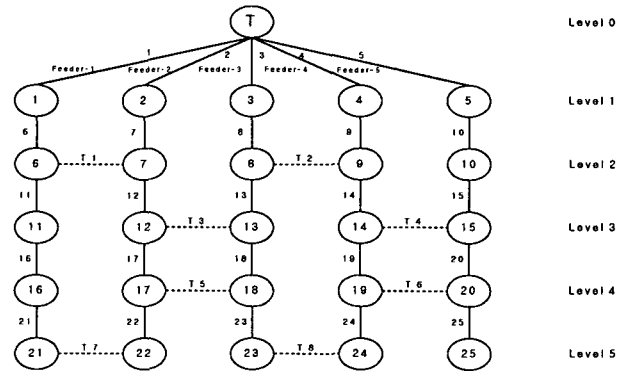 T Level 0
1 2 3 4 5
Feeder-1 Feeder-2 Feeder-3 Feeder-4 Feeder-5
1 2 3 4 5 Level 1
6 7 8 9 10
6 T 1 7 8 T 2 9 10 Level 2
11 12 13 14 15
11 12 T 3 13 14 T 4 15 Level 3
16 17 18 19 20
16 17 T 5 18 19 T 6 20 Level 4
21 22 23 24 25
21 T 7 22 23 T 8 24 25 Level 5